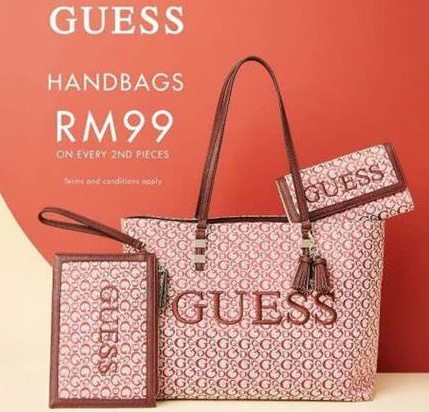 GUESS
HANDBAGS
RM99
ON EVERY 2ND PIECES
Terms and conditions apply
GUESS
GUESS
GUESS